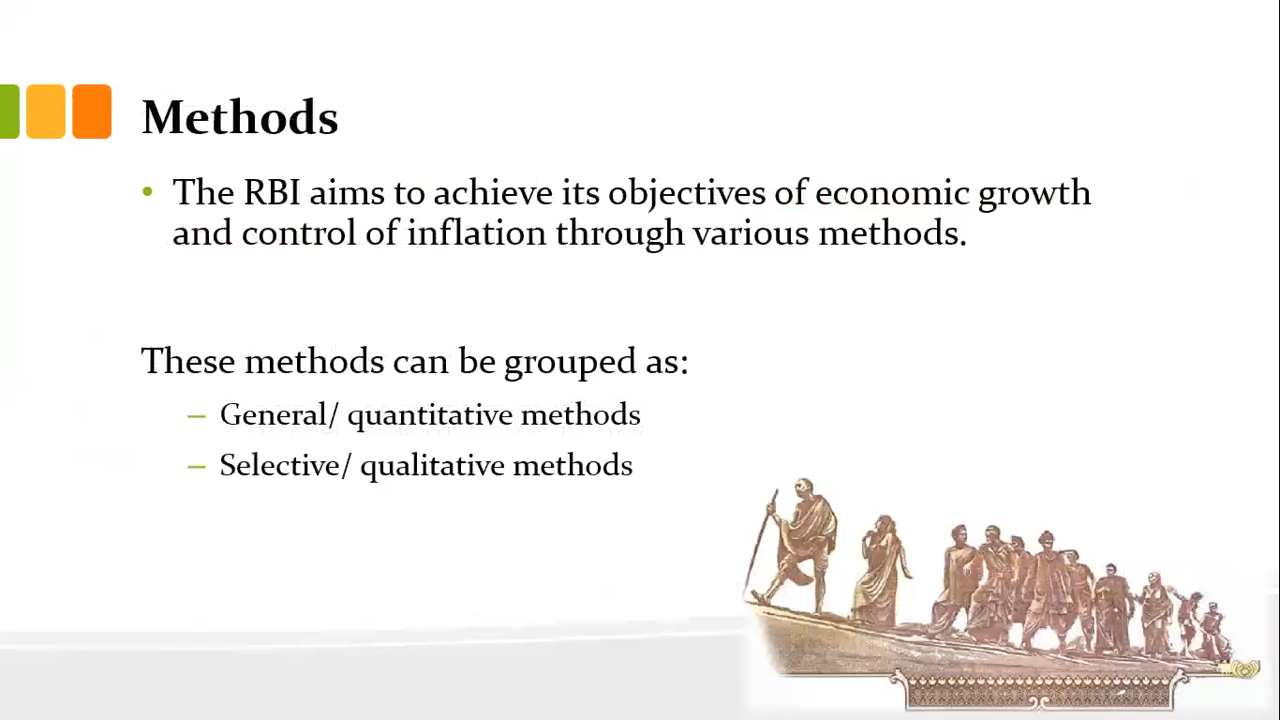 Methods
• The RBI aims to achieve its objectives of economic growth
and control of inflation through various methods.
These methods can be grouped as:
– General/ quantitative methods
– Selective/ qualitative methods